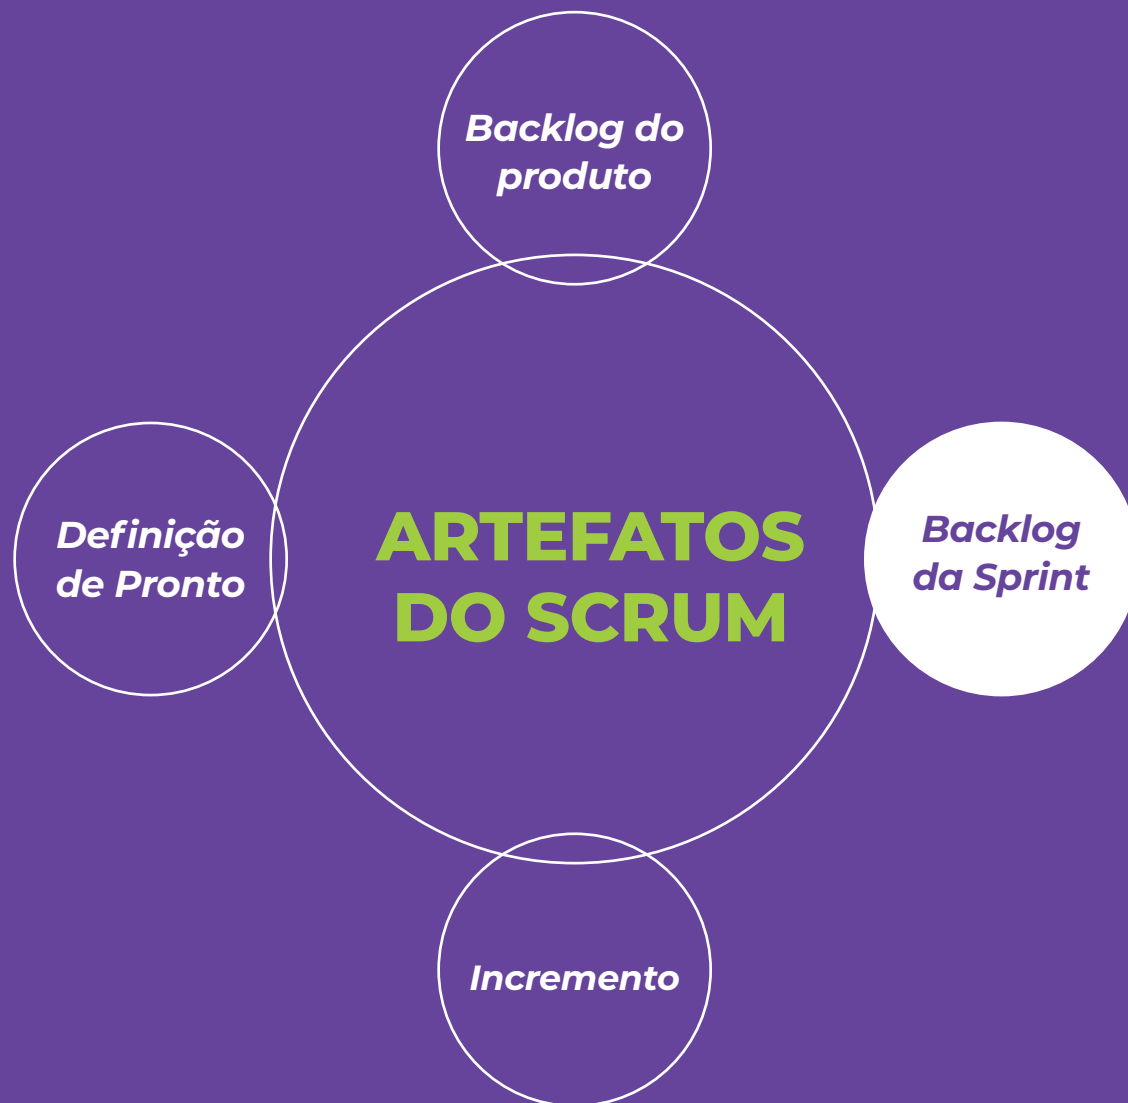 Backlog do
produto
Definição
de Pronto
ARTEFATOS
DO SCRUM
Backlog
da Sprint
Incremento